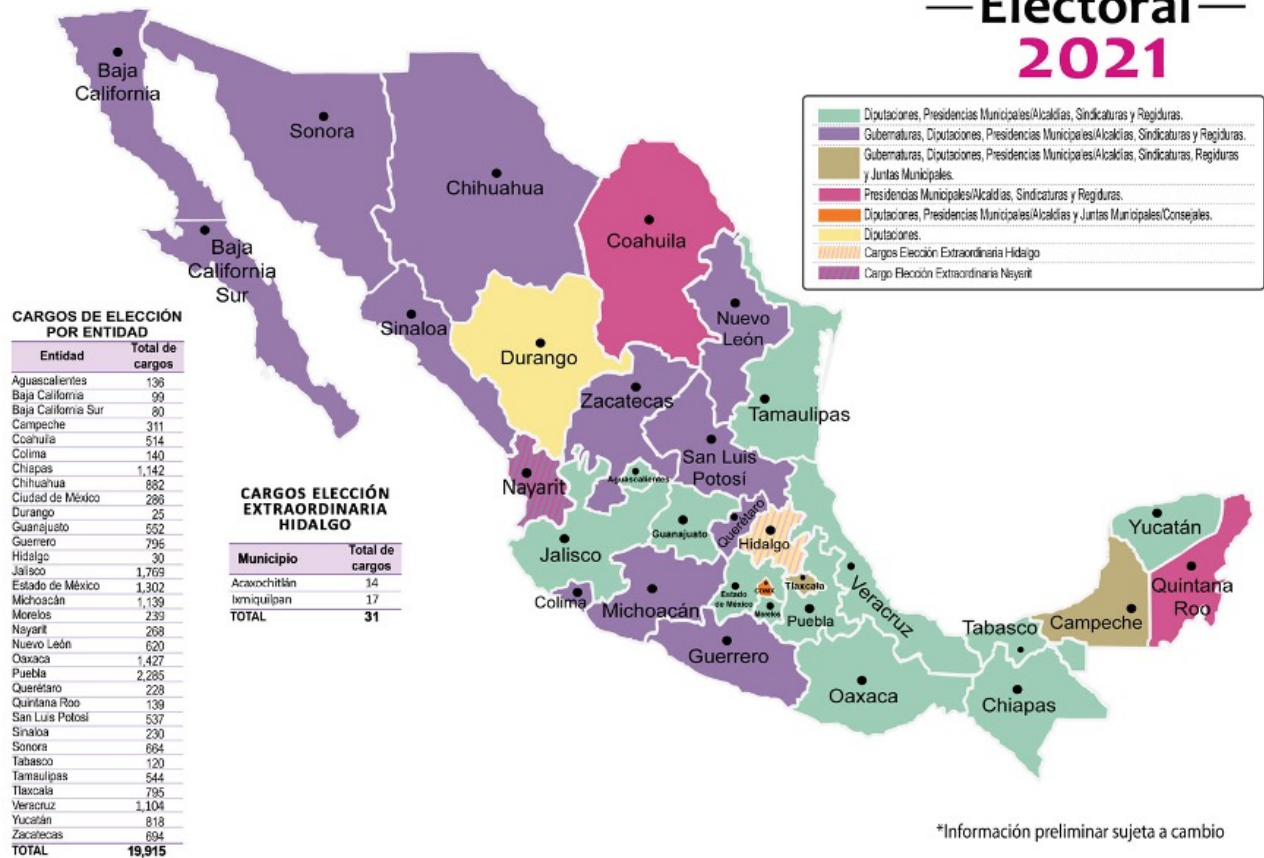 Electoral
2021
Diputaciones, Presidencias Municipales/Alcaldías, Sindicaturas y Regiduras.
Gubernaturas, Diputaciones, Presidencias Municipales/Alcaldías, Sindicaturas y Regiduras.
Gubernaturas, Diputaciones, Presidencias Municipales/Alcaldías, Sindicaturas, Regiduras
y Juntas Municipales.
Presidencias Municipales/Alcaldías, Sindicaturas y Regiduras.
Diputaciones, Presidencias Municipales/Alcaldías y Juntas Municipales/Consejales.
Diputaciones.
Cargos Elección Extraordinaria Hidalgo
Cargo Elección Extraordinaria Nayarit
Baja
California
Sonora
Chihuahua
Coahuila
Baja
California
Sur
Sinaloa
Nuevo
León
Durango
Zacatecas
Tamaulipas
San Luis
Potosí
Nayarit
Aguascalientes
Guanajuato
Querétaro
Hidalgo
Jalisco
Colima
Michoacán
Estado
de México
CDMX
Morelos
Tlaxcala
Puebla
Veracruz
Guerrero
Oaxaca
Tabasco
Chiapas
Campeche
Yucatán
Quintana
Roo
CARGOS DE ELECCIÓN
POR ENTIDAD
Entidad Total de
cargos
Aguascalientes 136
Baja California 99
Baja California Sur 80
Campeche 311
Coahuila 514
Colima 140
Chiapas 1,142
Chihuahua 882
Ciudad de México 286
Durango 25
Guanajuato 552
Guerrero 796
Hidalgo 30
Jalisco 1,769
Estado de México 1,302
Michoacán 1,139
Morelos 239
Nayarit 268
Nuevo León 620
Oaxaca 1,427
Puebla 2,285
Querétaro 228
Quintana Roo 139
San Luis Potosí 537
Sinaloa 230
Sonora 664
Tabasco 120
Tamaulipas 544
Tlaxcala 795
Veracruz 1,104
Yucatán 818
Zacatecas 694
TOTAL 19,915
CARGOS ELECCIÓN
EXTRAORDINARIA
HIDALGO
Municipio Total de
cargos
Acaxochitlán 14
Ixmiquilpan 17
TOTAL 31
*Información preliminar sujeta a cambio